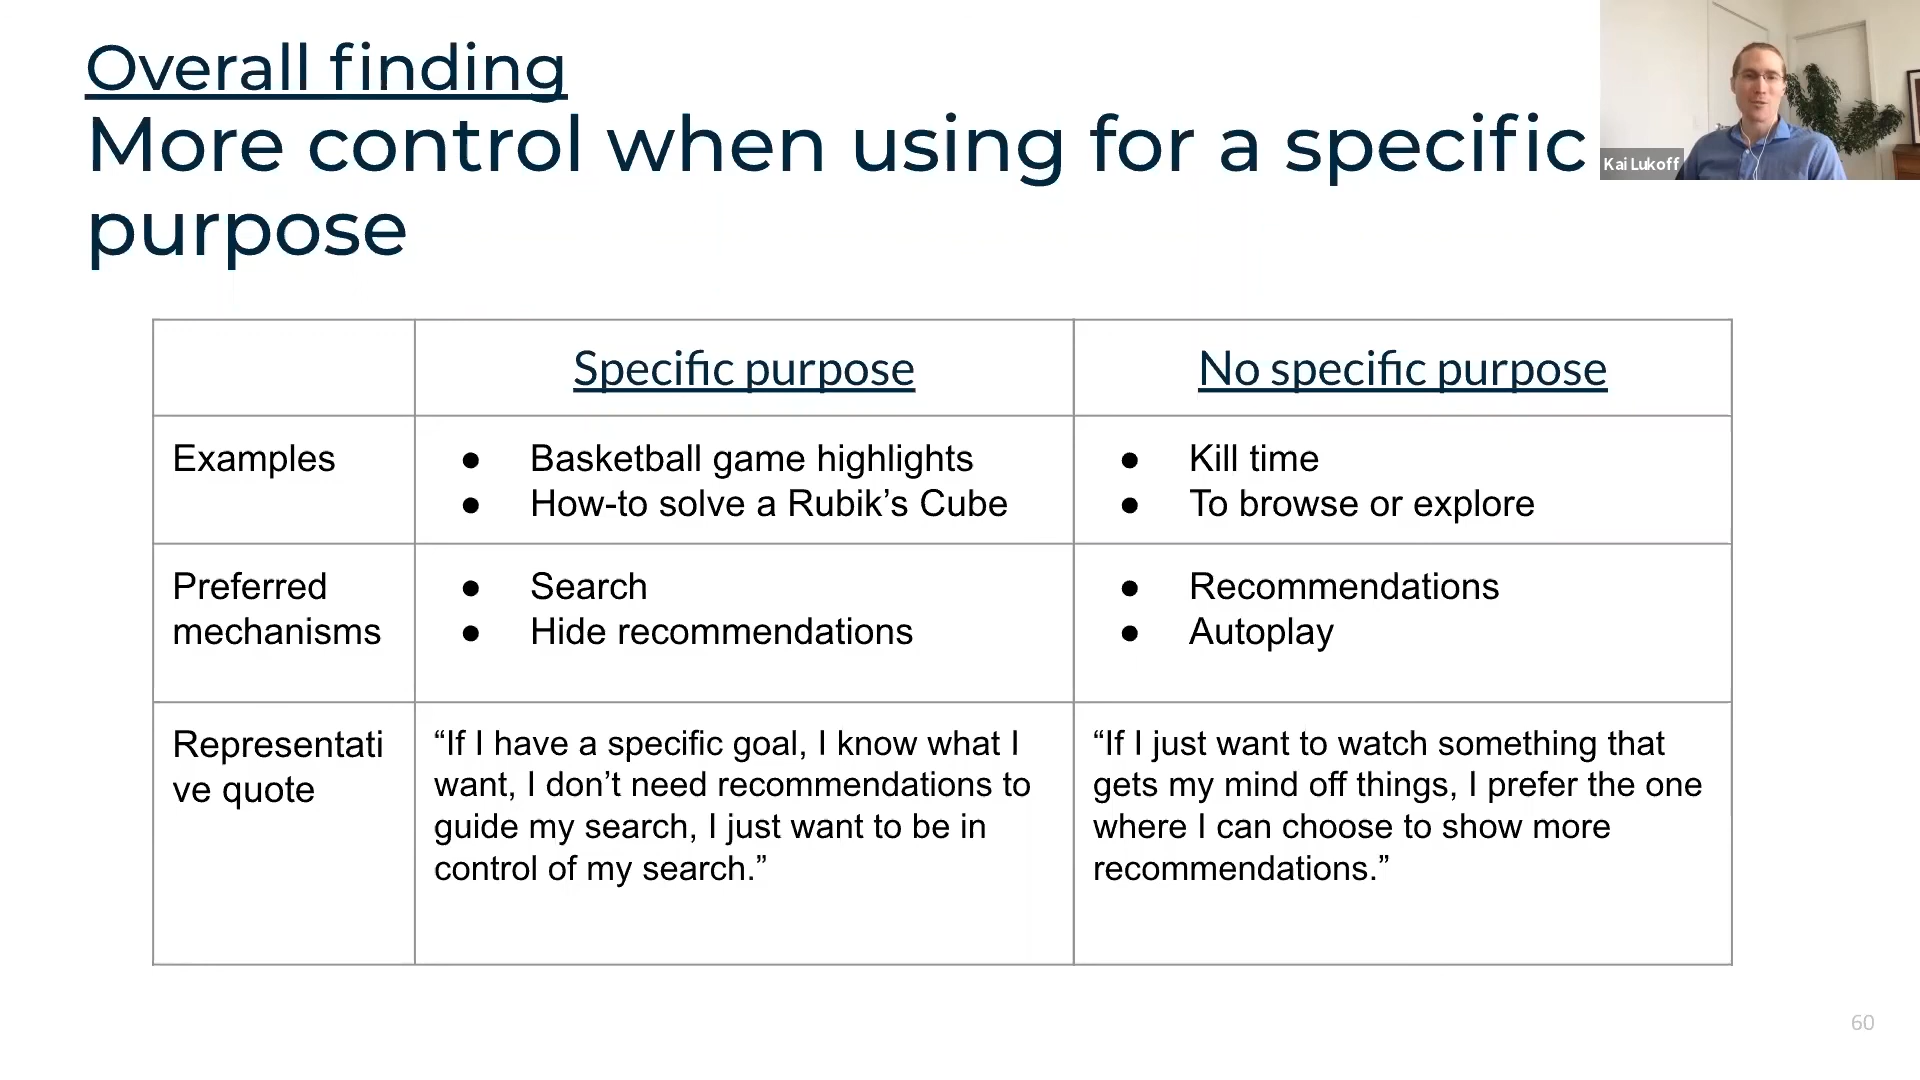 Overall finding
More control when using for a specific
purpose
Kai Lukoff
Specific purpose
No specific purpose
Examples
● Basketball game highlights
● How-to solve a Rubik’s Cube
● Kill time
● To browse or explore
Preferred
mechanisms
● Search
● Hide recommendations
● Recommendations
● Autoplay
Representati
ve quote
“If I have a specific goal, I know what I
want, I don’t need recommendations to
guide my search, I just want to be in
control of my search.”
“If I just want to watch something that
gets my mind off things, I prefer the one
where I can choose to show more
recommendations.”
60